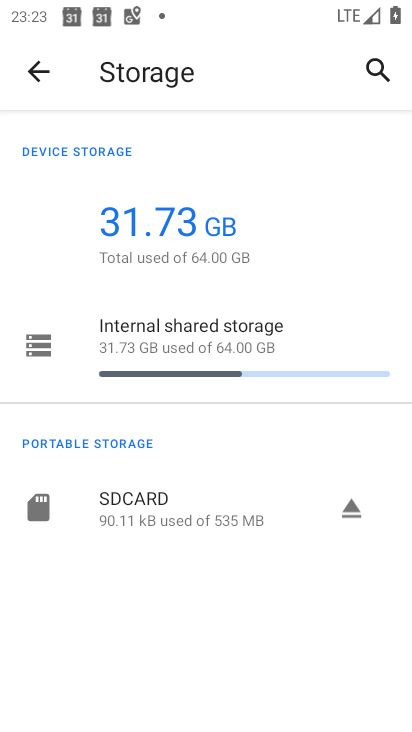 23:23 31 31 LTE
Storage
DEVICE STORAGE
31.73 GB
Total used of 64.00 GB
Internal shared storage
31.73 GB used of 64.00 GB
PORTABLE STORAGE
SDCARD
90.11 kB used of 535 MB